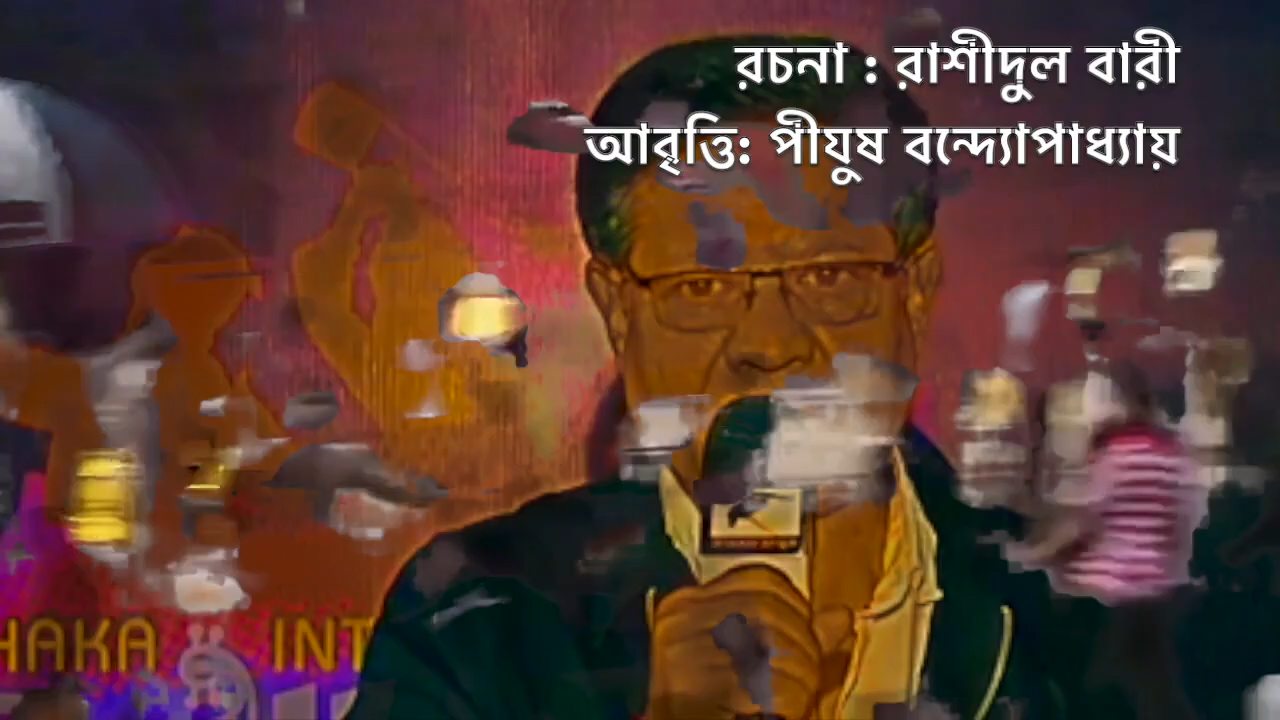 রচনা : রাশীদুল বারী
আবৃত্তি: পীযুষ বন্দ্যোপাধ্যায়
HAKA INT